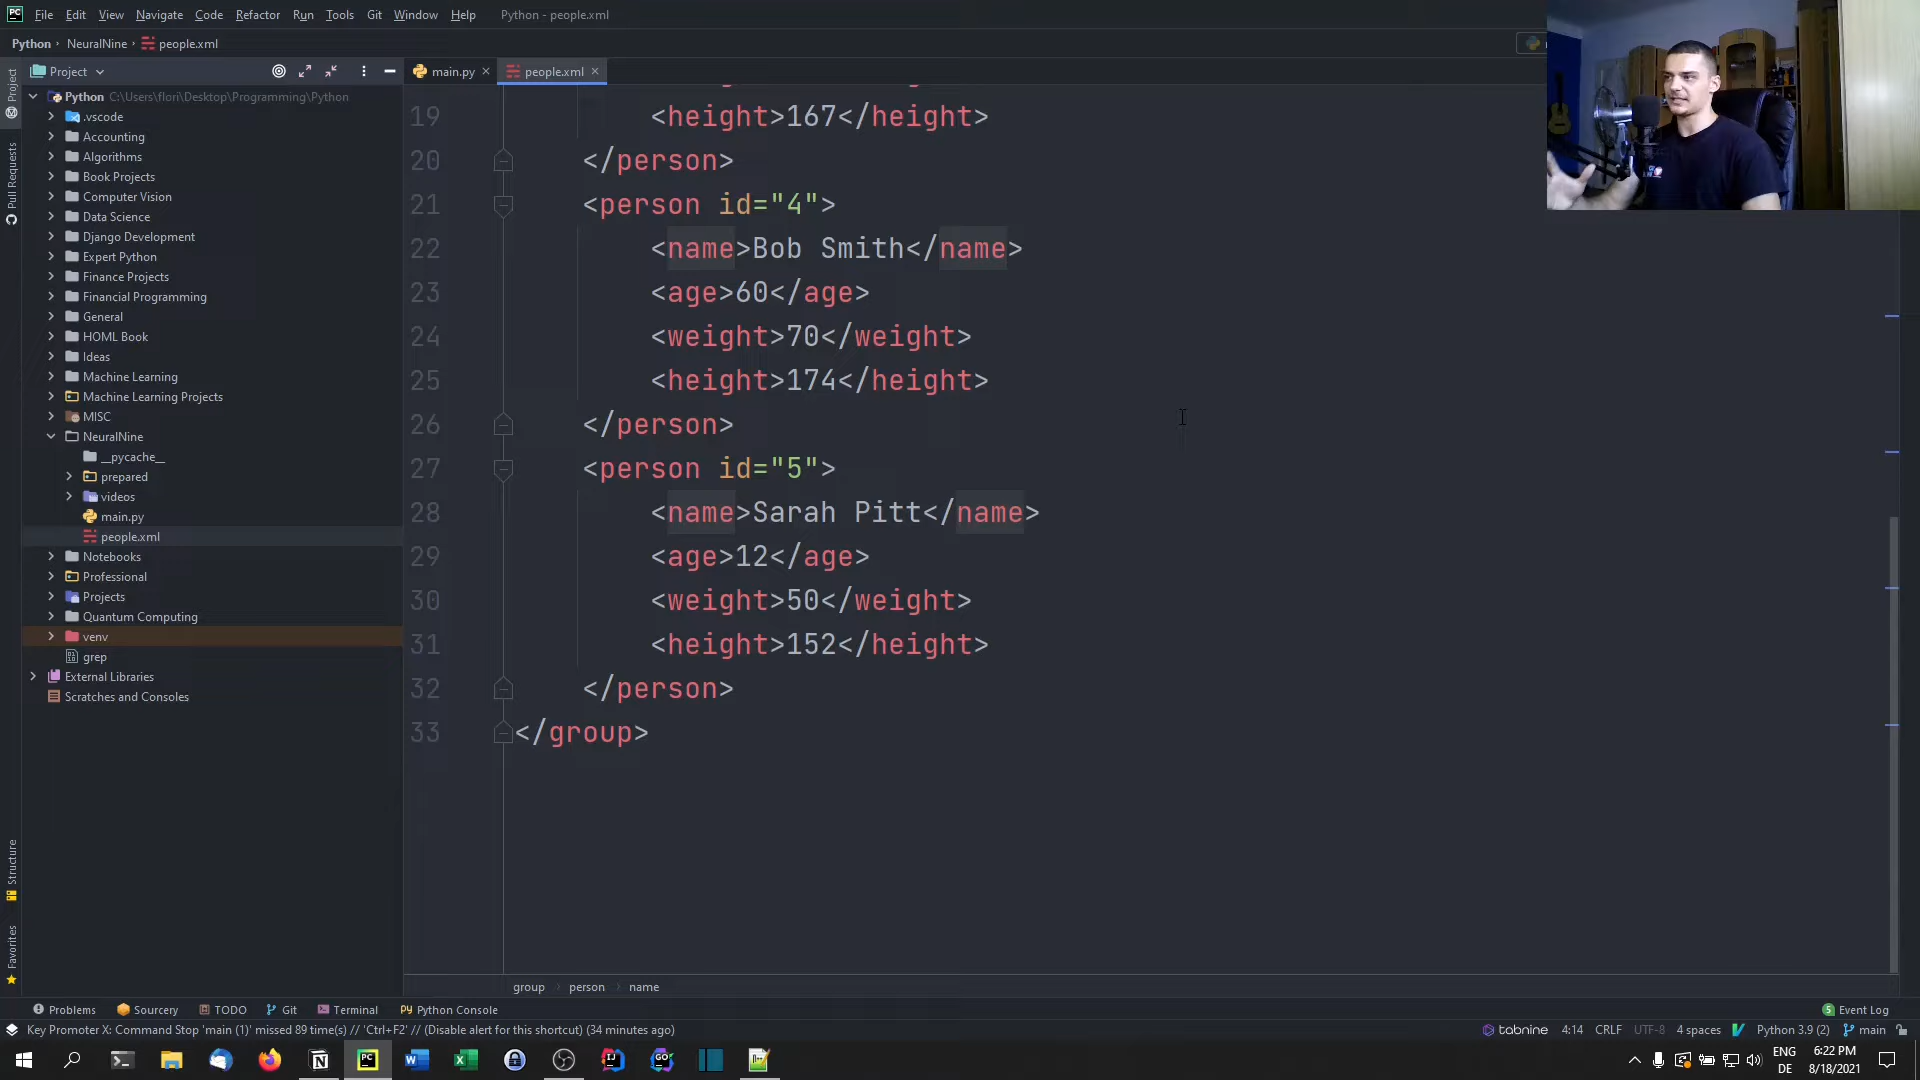 File Edit View Navigate Code Refactor Run Tools Git Window Help Python - people.xml
Python NeuralNine people.xml
Project main.py people.xml
Python C:\Users\flori\Desktop\Programming\Python
.vscode
Accounting
Algorithms
Book Projects
Computer Vision
Data Science
Django Development
Expert Python
Finance Projects
Financial Programming
General
HOML Book
Ideas
Machine Learning
Machine Learning Projects
MISC
NeuralNine
__pycache__
prepared
videos
main.py
people.xml
Notebooks
Professional
Projects
Quantum Computing
venv
grep
External Libraries
Scratches and Consoles
Project
Pull Requests
Structure
Favorites
19 <height>167</height>
20 </person>
21 <person id="4">
22 <name>Bob Smith</name>
23 <age>60</age>
24 <weight>70</weight>
25 <height>174</height>
26 </person>
27 <person id="5">
28 <name>Sarah Pitt</name>
29 <age>12</age>
30 <weight>50</weight>
31 <height>152</height>
32 </person>
33 </group>
group person name
Problems Sourcery TODO Git Terminal Python Console 5 Event Log
Key Promoter X: Command Stop 'main (1)' missed 89 time(s) // 'Ctrl+F2' // (Disable alert for this shortcut) (34 minutes ago) tabnine 4:14 CRLF UTF-8 4 spaces Python 3.9 (2) main
ENG 6:22 PM
DE 8/18/2021